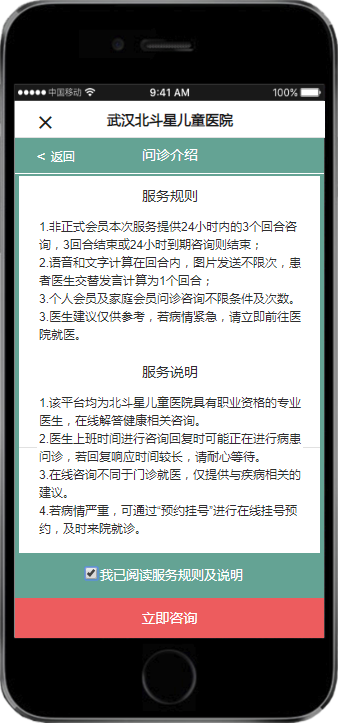 中国移动 9:41 AM 100%
× 武汉北斗星儿童医院
< 返回 问诊介绍
服务规则
1.非正式会员本次服务提供24小时内的3个回合咨
询，3回合结束或24小时到期咨询则结束；
2.语音和文字计算在回合内，图片发送不限次，患
者医生交替发言计算为1个回合；
3.个人会员及家庭会员问诊咨询不限条件及次数。
3.医生建议仅供参考，若病情紧急，请立即前往医
院就医。
服务说明
1.该平台均为北斗星儿童医院具有职业资格的专业
医生，在线解答健康相关咨询。
2.医生上班时间进行咨询回复时可能正在进行病患
问诊，若回复响应时间较长，请耐心等待。
3.在线咨询不同于门诊就医，仅提供与疾病相关的
建议。
4.若病情严重，可通过“预约挂号”进行在线挂号预
约，及时来院就诊。
我已阅读服务规则及说明
立即咨询